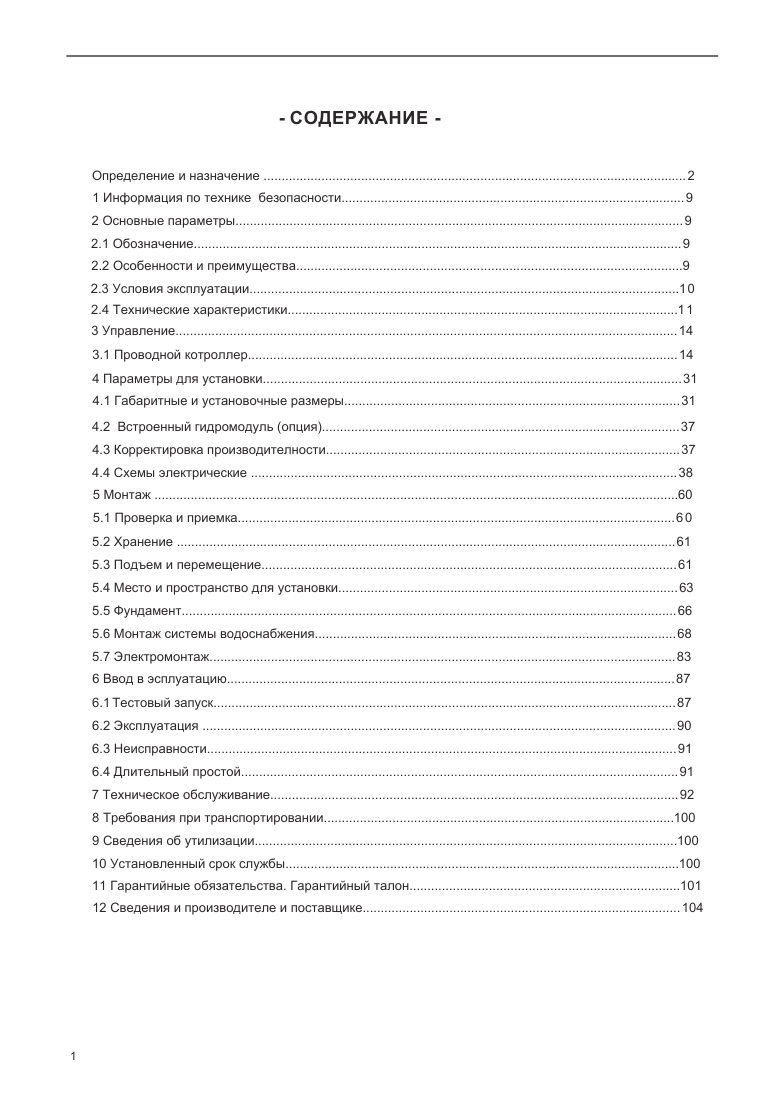 - СОДЕРЖАНИЕ -
Определение и назначение ....................................................................................................................2
1 Информация по технике  безопасности..............................................................................................9
2 Основные параметры...........................................................................................................................9
2.1 Обозначение......................................................................................................................................9
2.2 Особенности и преимущества..........................................................................................................9
2.3 Условия эксплуатации......................................................................................................................10
2.4 Технические характеристики...........................................................................................................11
3 Управление.........................................................................................................................................14
3.1 Проводной котроллер......................................................................................................................14
4 Параметры для установки..................................................................................................................31
4.1 Габаритные и установочные размеры............................................................................................31
4.2  Встроенный гидромодуль (опция)..................................................................................................37
4.3 Корректировка производителности.................................................................................................37
4.4 Схемы электрические .....................................................................................................................38
5 Монтаж ...............................................................................................................................................60
5.1 Проверка и приемка.........................................................................................................................60
5.2 Хранение ..........................................................................................................................................61
5.3 Подъем и перемещение..................................................................................................................61
5.4 Место и пространство для установки.............................................................................................63
5.5 Фундамент........................................................................................................................................66
5.6 Монтаж системы водоснабжения....................................................................................................68
5.7 Электромонтаж................................................................................................................................83
6 Ввод в эсплуатацию...........................................................................................................................87
6.1 Тестовый запуск...............................................................................................................................87
6.2 Эксплуатация ..................................................................................................................................90
6.3 Неисправности.................................................................................................................................91
6.4 Длительный простой........................................................................................................................91
7 Техническое обслуживание................................................................................................................92
8 Требования при транспортировании................................................................................................100
9 Сведения об утилизации....................................................................................................................100
10 Установленный срок службы............................................................................................................100
11 Гарантийные обязательства. Гарантийный талон..........................................................................101
12 Сведения и производителе и поставщике.......................................................................................104
1